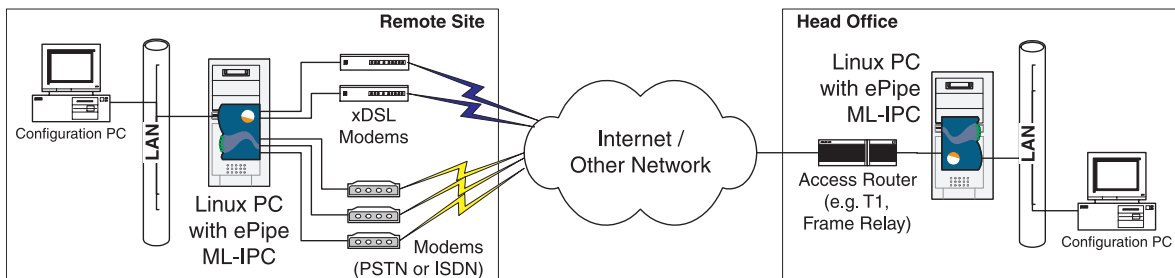 Remote Site
Configuration PC
LAN
Linux PC
with ePipe
ML-IPC
xDSL
Modems
Modems
(PSTN or ISDN)
Internet /
Other Network
Head Office
Linux PC
with ePipe
ML-IPC
Access Router
(e.g. T1,
Frame Relay)
LAN
Configuration PC